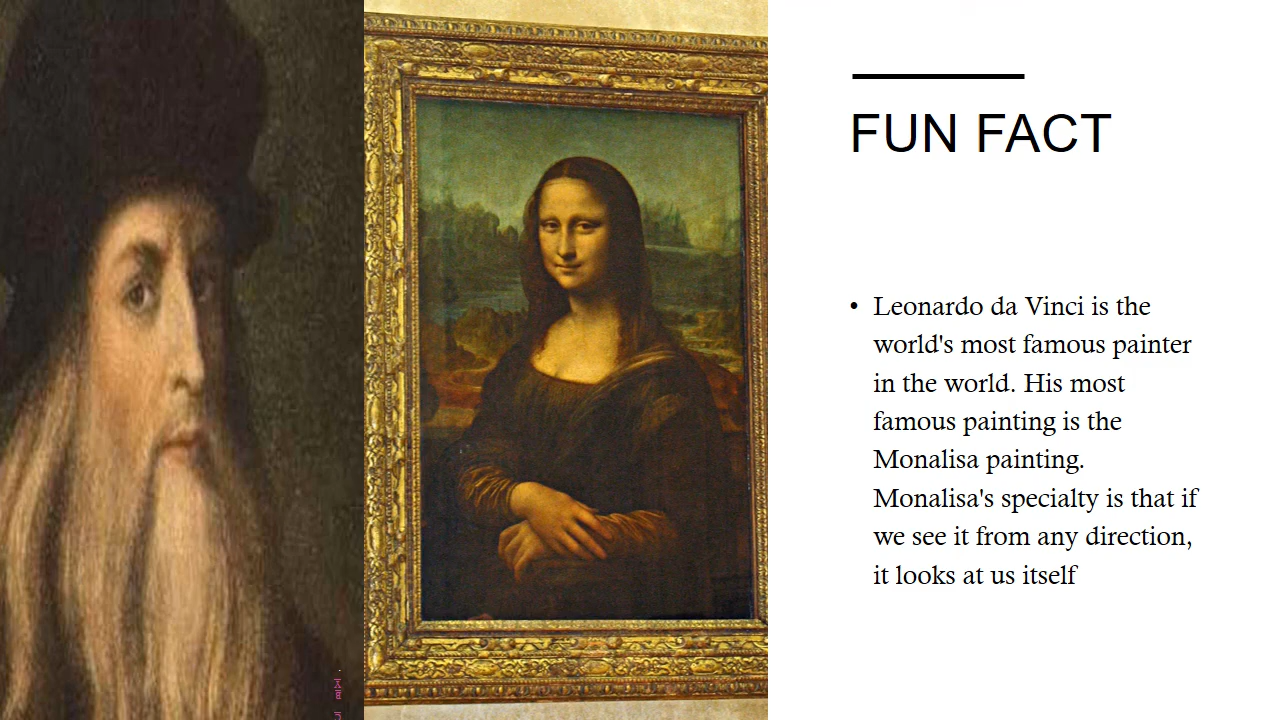 FUN FACT
• Leonardo da Vinci is the
world's most famous painter
in the world. His most
famous painting is the
Monalisa painting.
Monalisa's specialty is that if
we see it from any direction,
it looks at us itself